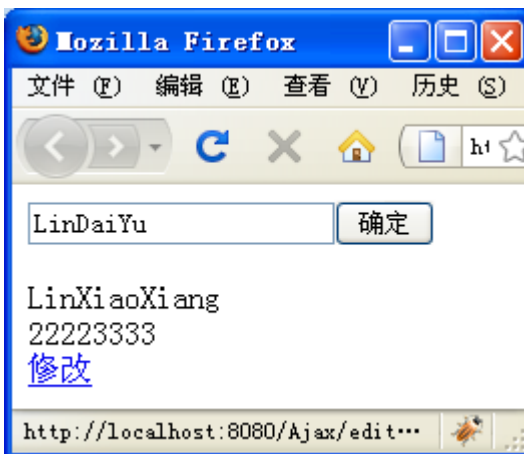 Mozilla Firefox
文件 (F) 编辑 (E) 查看 (V) 历史 (S)
ht
LinDaiYu 确定
LinXiaoXiang
22223333
修改
http://localhost:8080/Ajax/edit…